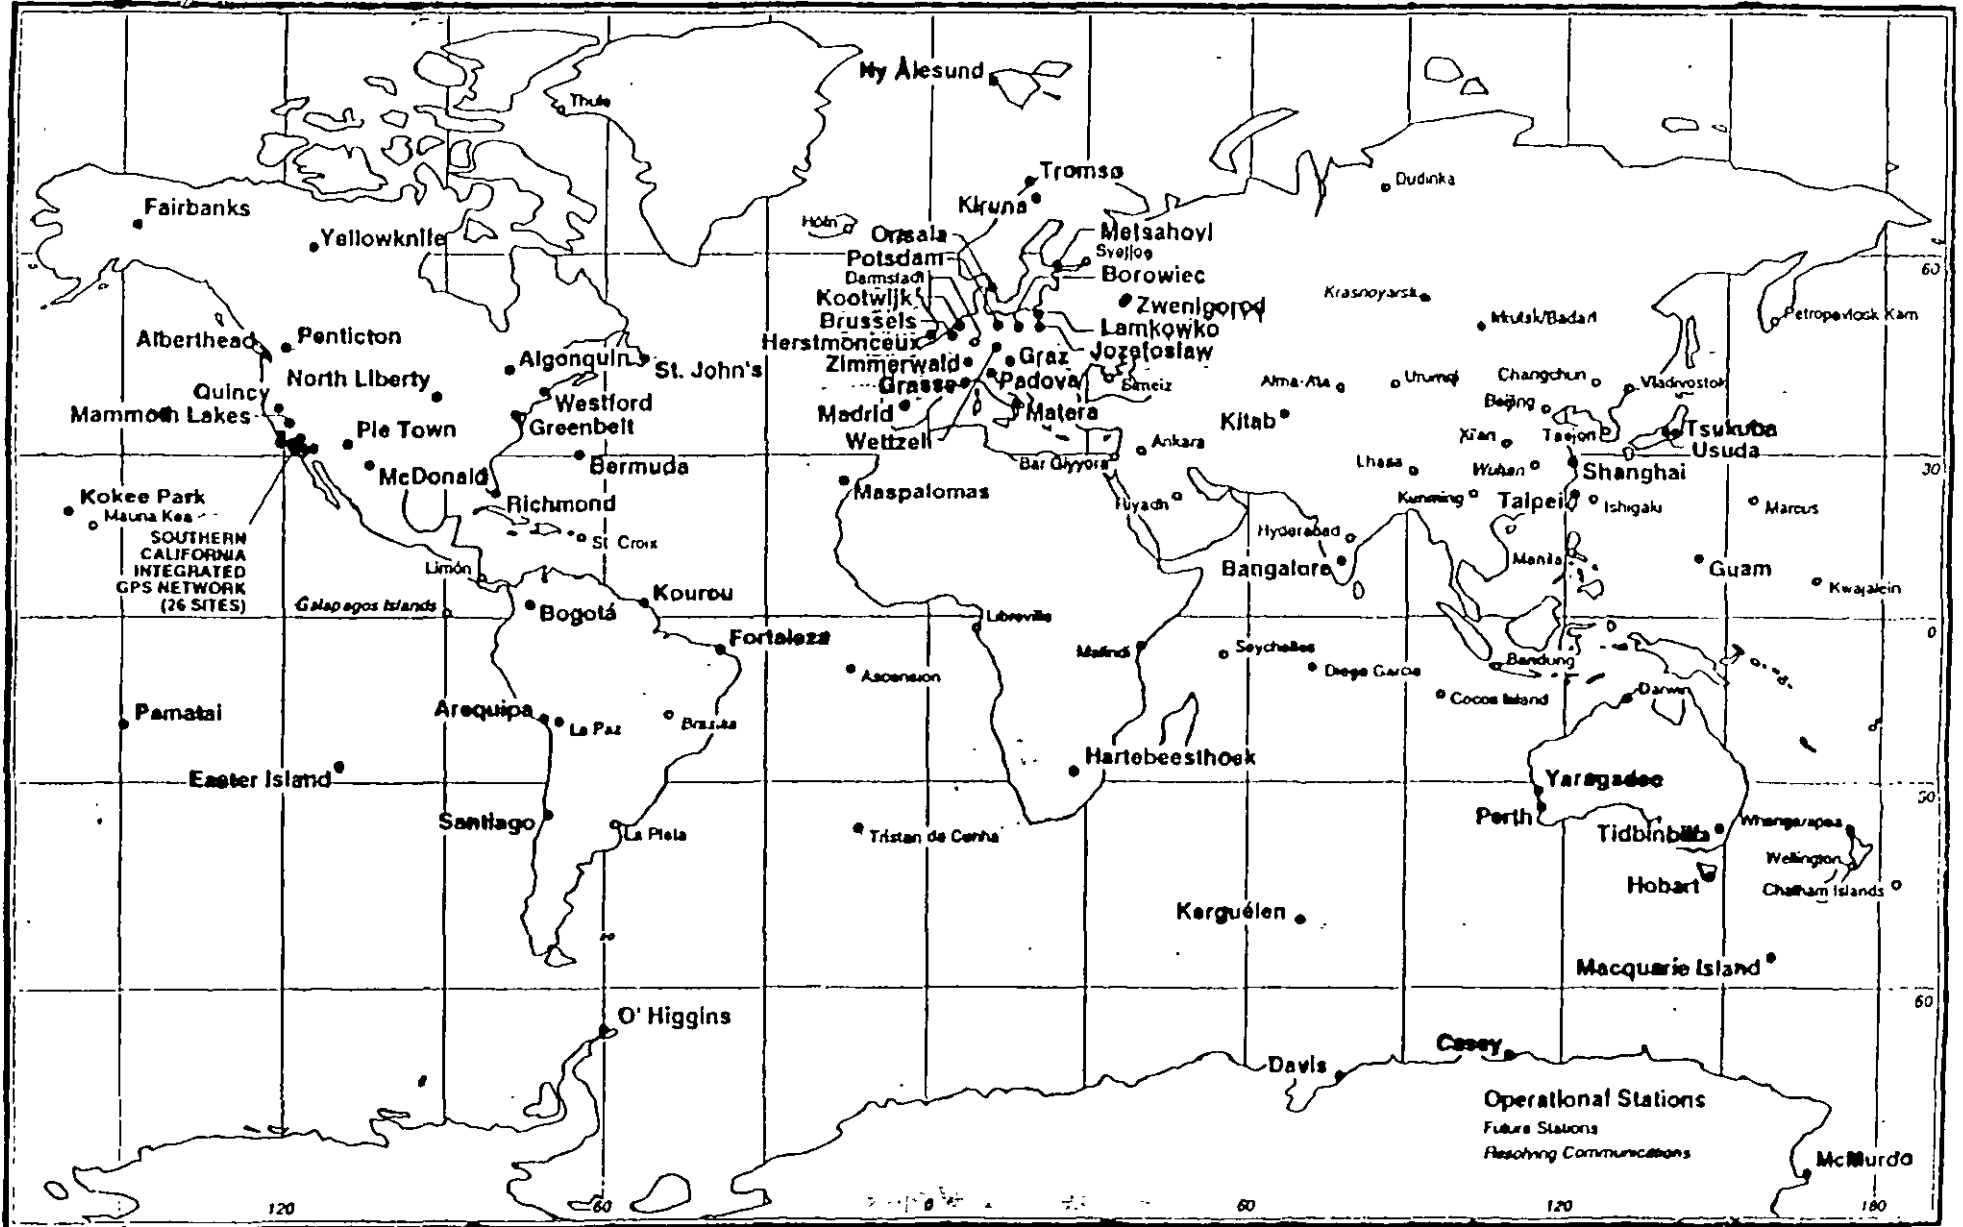 Ny Ålesund
Thule
Tromsø
Dudinka
Kiruna
Fairbanks
Höfn
Yellowknife
Onsala
Metsahovi
Svetloe
Potsdam
Darmstadt
Borowiec
Kootwijk
Krasnoyarsk
Zwenigorod
Brussels
Lamkowko
Irkutsk/Badari
Petropavlosk Kam
Alberthead
Penticton
Herstmonceux
Jozefoslaw
Algonquin
St. John's
Zimmerwald
Graz
North Liberty
Grasse
Padova
Simeiz
Alma-Ata
Urumqi
Changchun
Vladivostok
Quincy
Westford
Madrid
Matera
Kitab
Beijing
Mammoth Lakes
Pie Town
Greenbelt
Wettzell
Ankara
Xi'an
Taejon
Tsukuba
Usuda
Bermuda
Bar Giyyora
Lhasa
Wuhan
Shanghai
McDonald
Kokee Park
Richmond
Maspalomas
Riyadh
Kunming
Taipei
Ishigaki
Marcus
Mauna Kea
SOUTHERN
CALIFORNIA
INTEGRATED
GPS NETWORK
(26 SITES)
St. Croix
Hyderabad
Limón
Bangalore
Manila
Guam
Kwajalein
Galapagos Islands
Bogotá
Kourou
Libreville
Fortaleza
Malindi
Seychelles
Diego Garcia
Bandung
Ascension
Cocos Island
Darwin
Pamatai
Arequipa
La Paz
Brasilia
Easter Island
Hartebeesthoek
Yaragadee
Santiago
La Plata
Tristan de Cunha
Perth
Tidbinbilla
Whangarapoa
Wellington
Hobart
Chatham Islands
Kerguélen
Macquarie Island
O' Higgins
Casey
Davis
Operational Stations
Future Stations
Resolving Communications
McMurdo
60
30
0
30
60
120
60
0
60
120
180